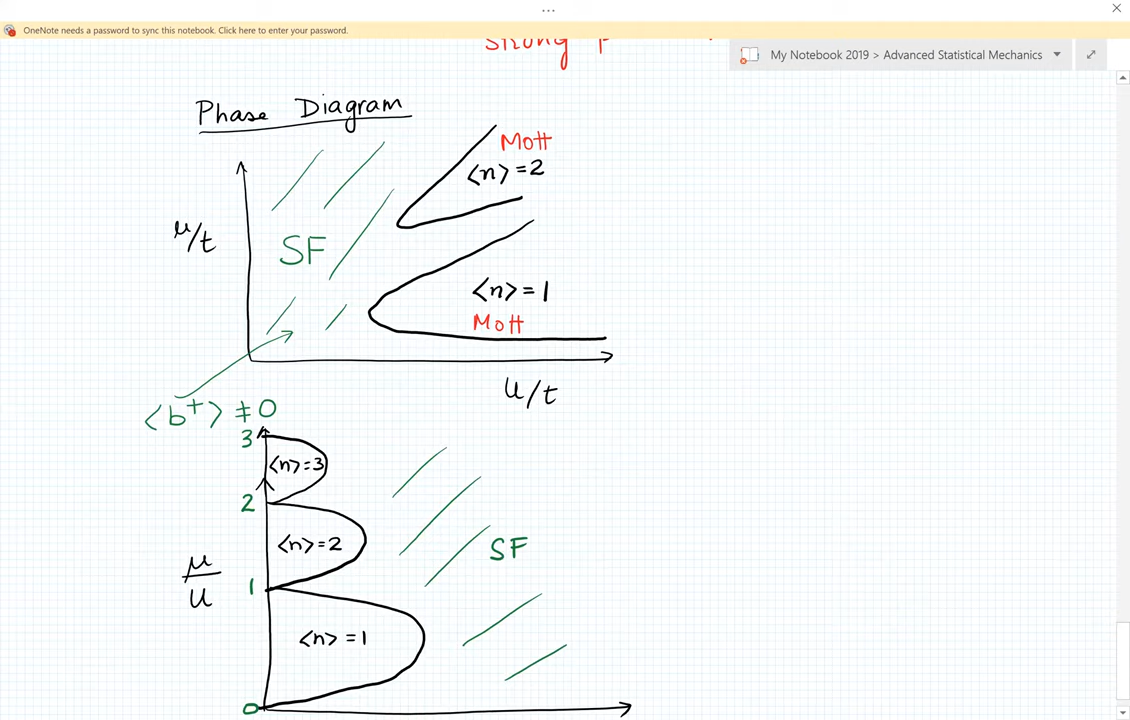 OneNote needs a password to sync this notebook. Click here to enter your password.
strong
My Notebook 2019 > Advanced Statistical Mechanics
Phase Diagram
Mott
⟨n⟩ = 2
μ/t
SF
⟨n⟩ = 1
Mott
U/t
⟨b†⟩ ≠ 0
3
⟨n⟩ = 3
2
⟨n⟩ = 2
SF
μ/U
1
⟨n⟩ = 1
0